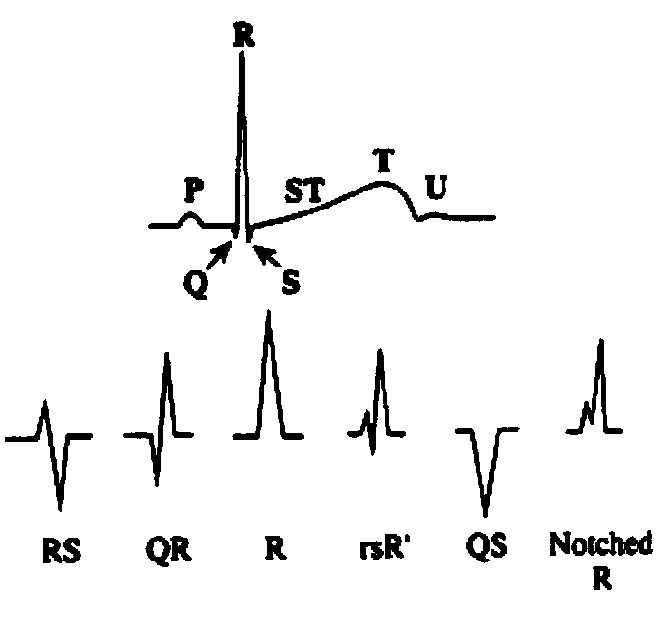 R
P ST T U
Q S
RS QR R rsR' QS Notched
R